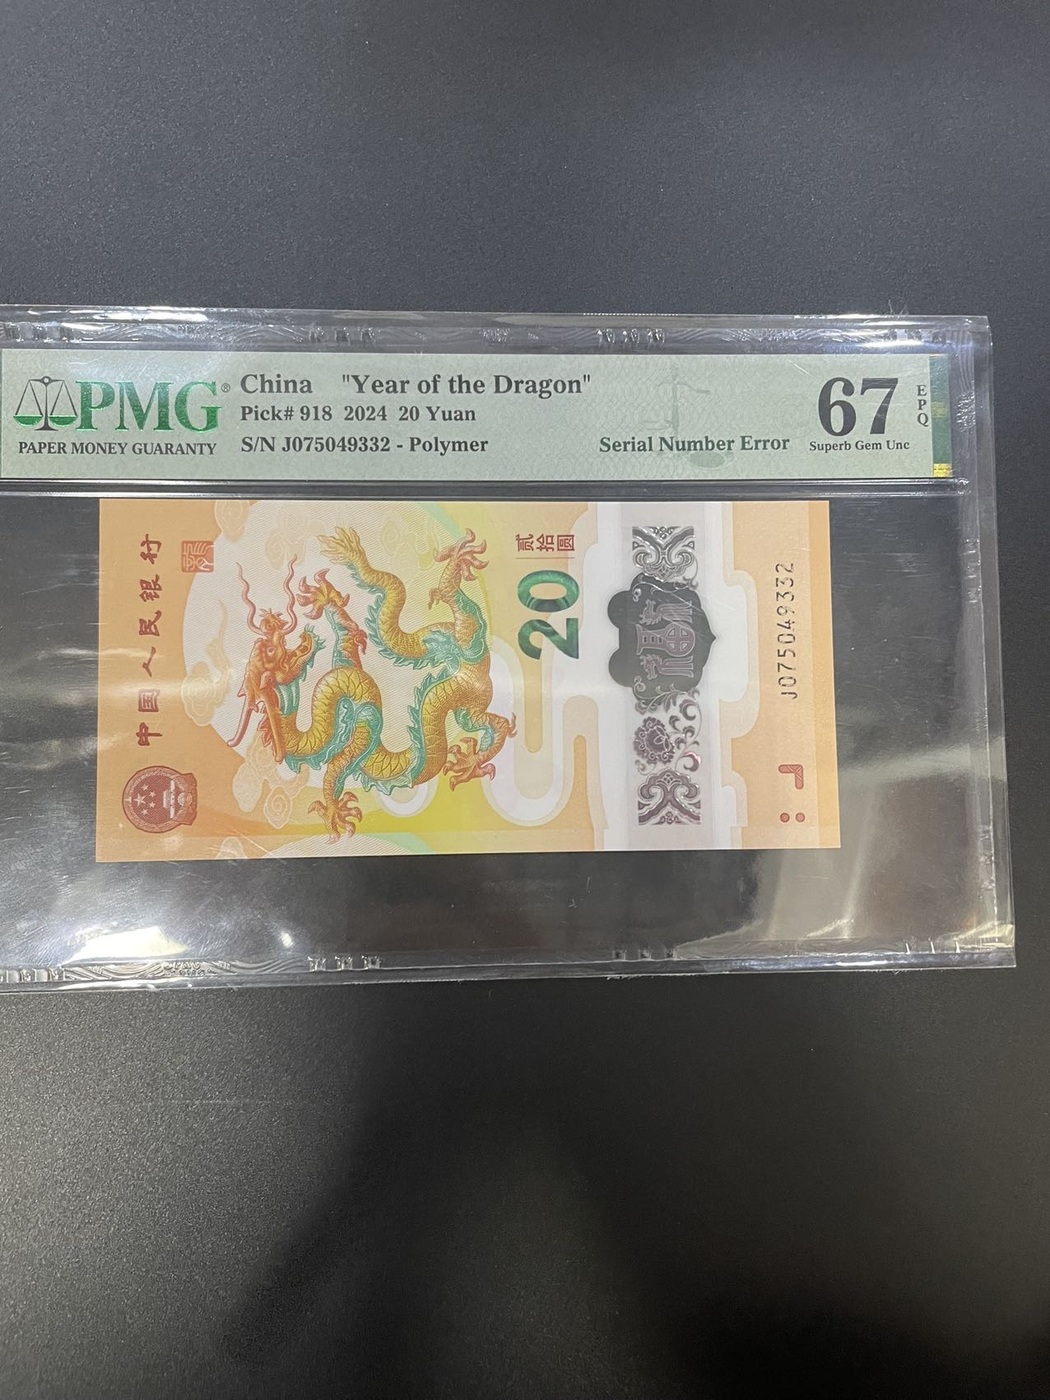 PMG®
PAPER MONEY GUARANTY
China "Year of the Dragon"
Pick# 918 2024 20 Yuan
S/N J075049332 - Polymer
Serial Number Error
67
EPQ
Superb Gem Unc
中国人民银行
贰拾圆
20
J075049332